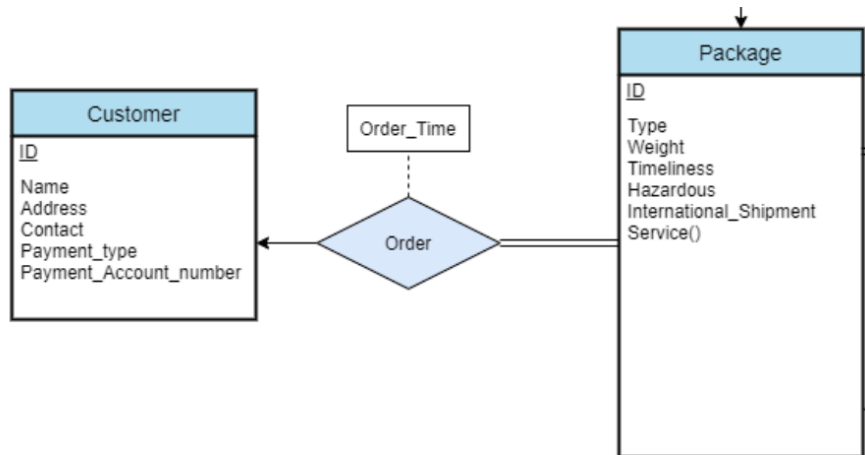 Customer
ID
Name
Address
Contact
Payment_type
Payment_Account_number
Order_Time
Order
Package
ID
Type
Weight
Timeliness
Hazardous
International_Shipment
Service()